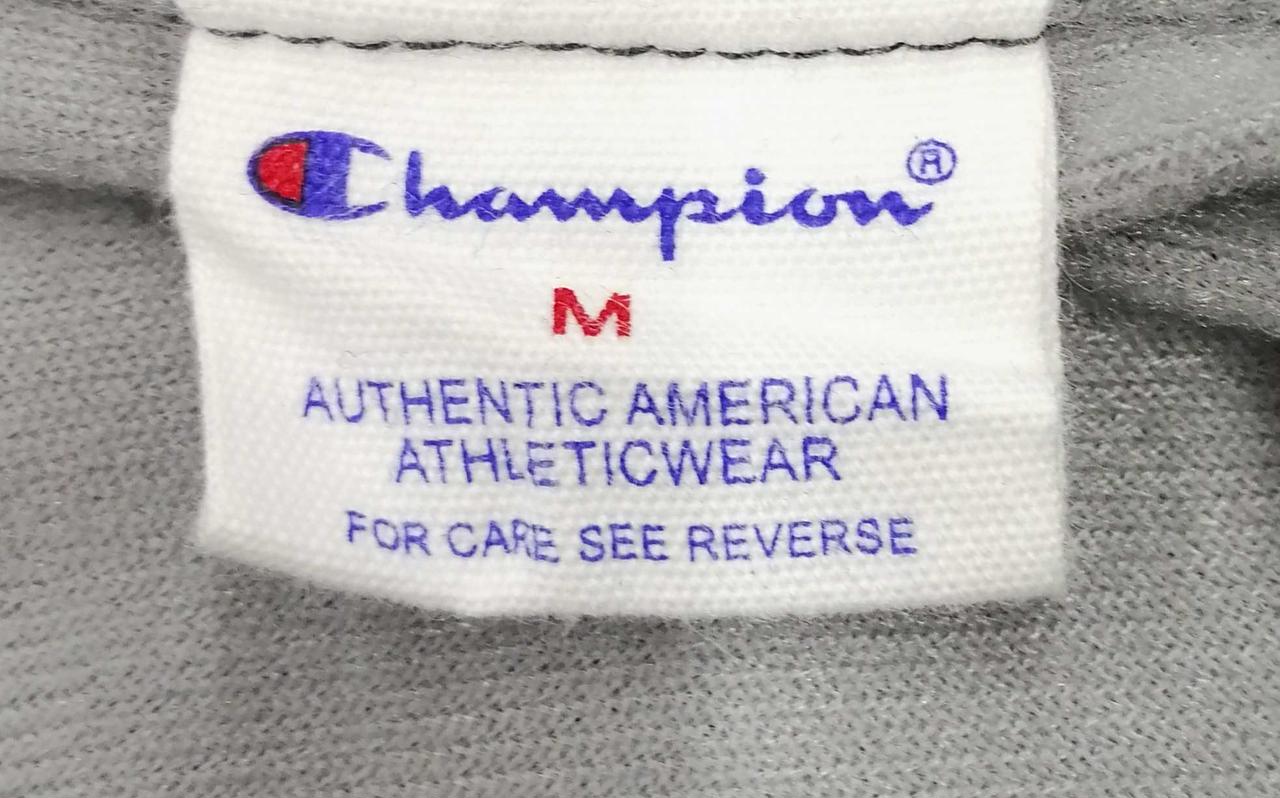 Champion®
M
AUTHENTIC AMERICAN
ATHLETICWEAR
FOR CARE SEE REVERSE